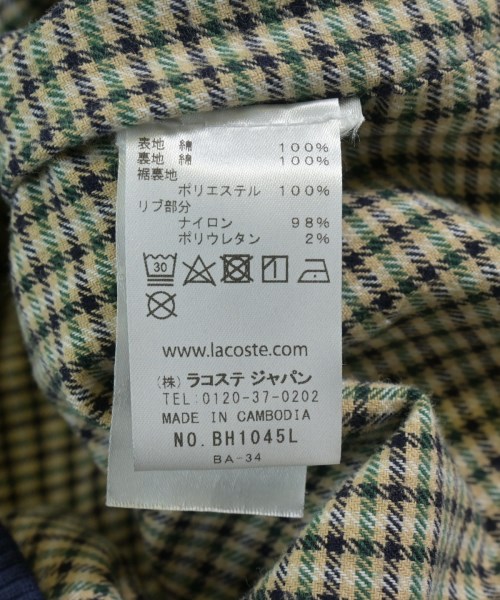 表地 綿 100%
裏地 綿 100%
裾裏地
ポリエステル 100%
リブ部分
ナイロン 98%
ポリウレタン 2%
30
www.lacoste.com
(株) ラコステ ジャパン
TEL:0120-37-0202
MADE IN CAMBODIA
NO. BH1045L
BA-34